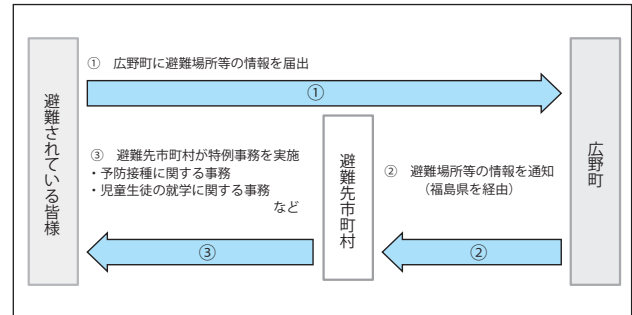 ① 広野町に避難場所等の情報を届出
①
避難されている皆様
広野町
避難先市町村
③ 避難先市町村が特例事務を実施
・予防接種に関する事務
・児童生徒の就学に関する事務
など
② 避難場所等の情報を通知
(福島県を経由)
③
②